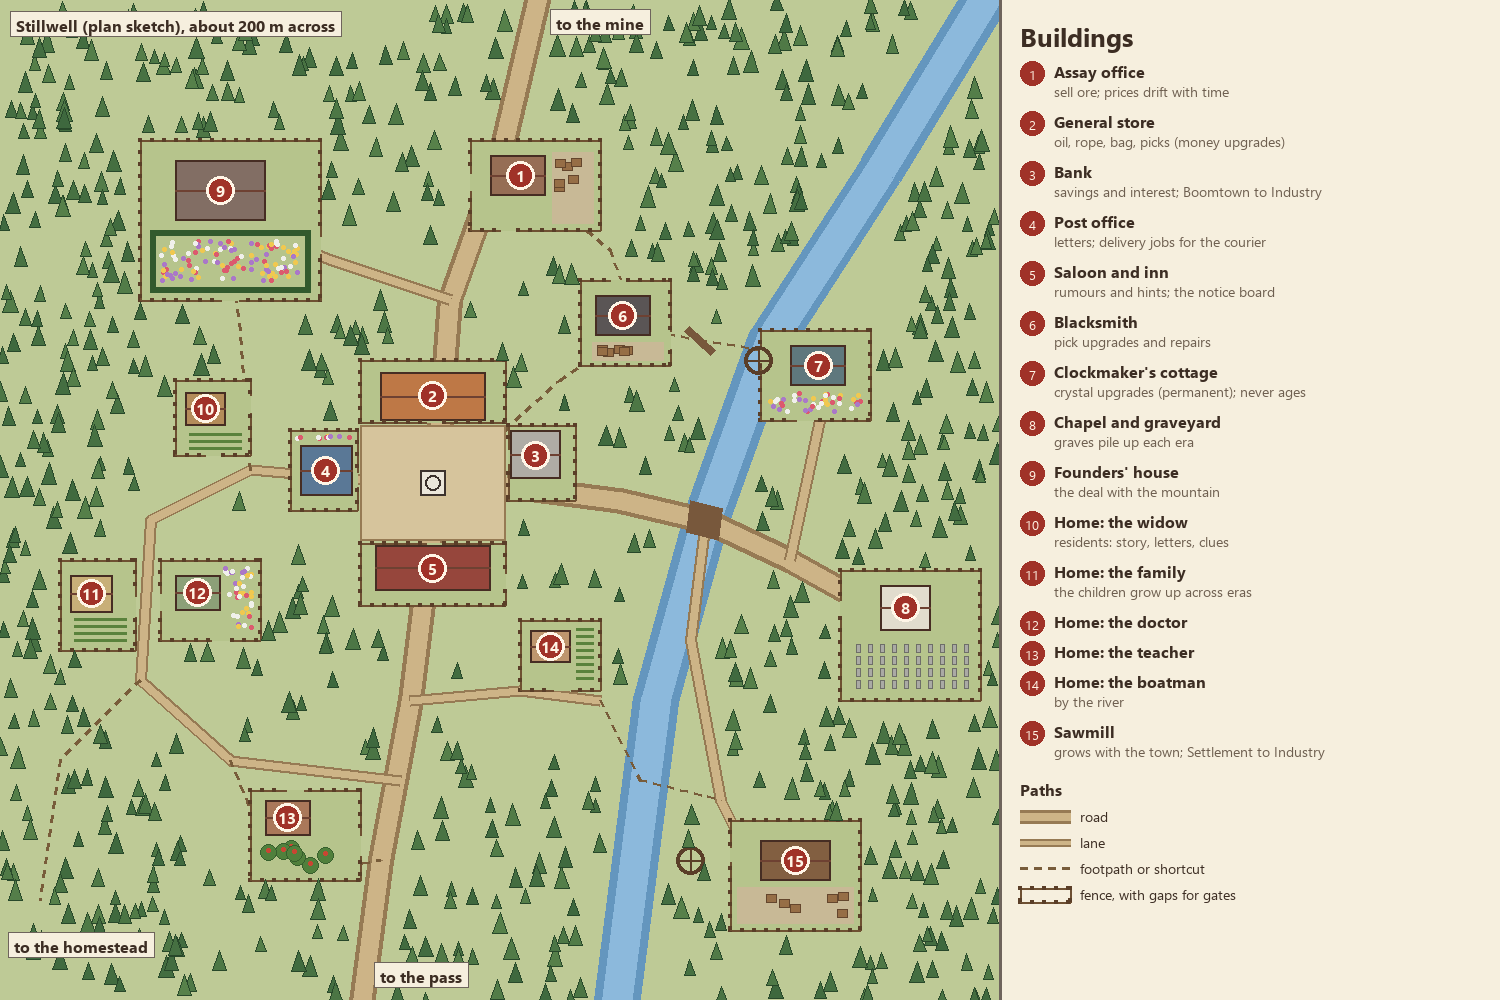 Stillwell (plan sketch), about 200 m across
to the mine
9
1
6
7
2
10
3
4
5
11
12
8
14
13
15
to the homestead
to the pass
Buildings
1 Assay office
sell ore; prices drift with time
2 General store
oil, rope, bag, picks (money upgrades)
3 Bank
savings and interest; Boomtown to Industry
4 Post office
letters; delivery jobs for the courier
5 Saloon and inn
rumours and hints; the notice board
6 Blacksmith
pick upgrades and repairs
7 Clockmaker's cottage
crystal upgrades (permanent); never ages
8 Chapel and graveyard
graves pile up each era
9 Founders' house
the deal with the mountain
10 Home: the widow
residents: story, letters, clues
11 Home: the family
the children grow up across eras
12 Home: the doctor
13 Home: the teacher
14 Home: the boatman
by the river
15 Sawmill
grows with the town; Settlement to Industry
Paths
road
lane
footpath or shortcut
fence, with gaps for gates